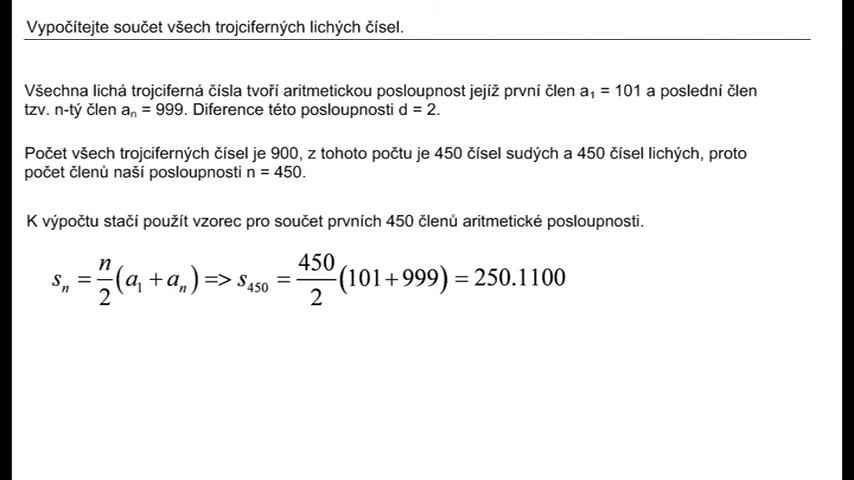 Vypočítejte součet všech trojciferných lichých čísel.
Všechna lichá trojciferná čísla tvoří aritmetickou posloupnost jejíž první člen a₁ = 101 a poslední člen
tzv. n-tý člen aₙ = 999. Diference této posloupnosti d = 2.
Počet všech trojciferných čísel je 900, z tohoto počtu je 450 čísel sudých a 450 čísel lichých, proto
počet členů naší posloupnosti n = 450.
K výpočtu stačí použít vzorec pro součet prvních 450 členů aritmetické posloupnosti.
sₙ = n/2 (a₁ + aₙ) => s₄₅₀ = 450/2 (101 + 999) = 250.1100